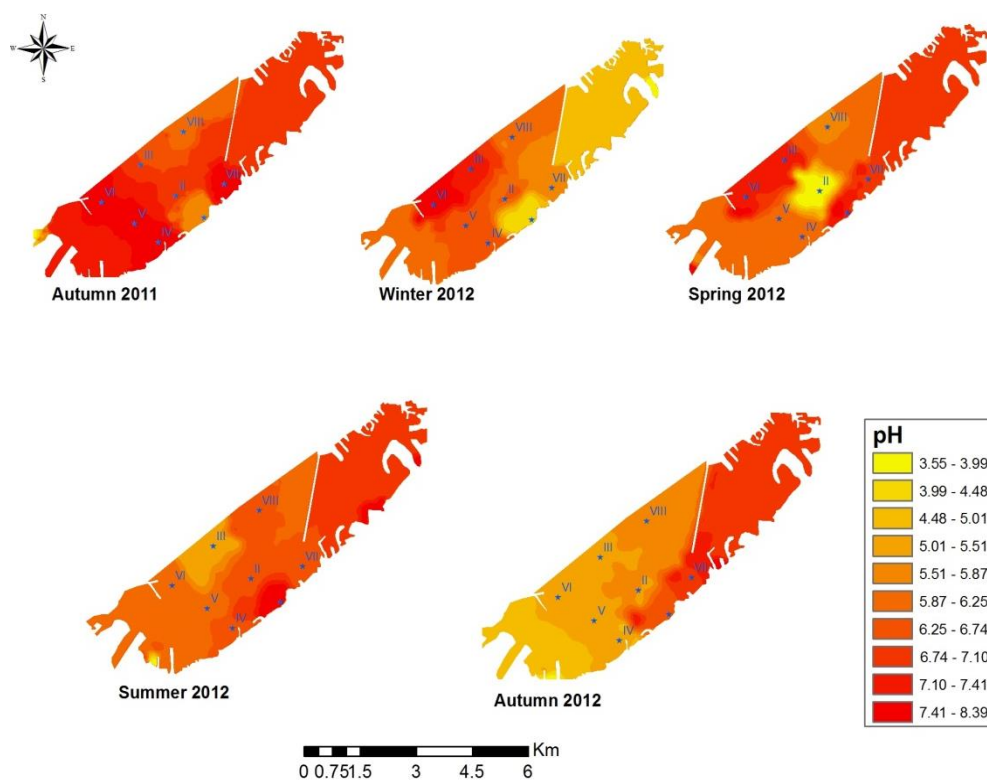 N
W E
S
VIII
III
VI
II
VII
V
IV
Autumn 2011
VIII
III
VI
II
VII
V
IV
Winter 2012
VIII
III
VI
II
VII
V
IV
Spring 2012
VIII
III
VI
II
VII
V
IV
Summer 2012
VIII
III
VI
II
VII
V
IV
Autumn 2012
pH
3.55 - 3.99
3.99 - 4.48
4.48 - 5.01
5.01 - 5.51
5.51 - 5.87
5.87 - 6.25
6.25 - 6.74
6.74 - 7.10
7.10 - 7.41
7.41 - 8.39
Km
0 0.751.5 3 4.5 6